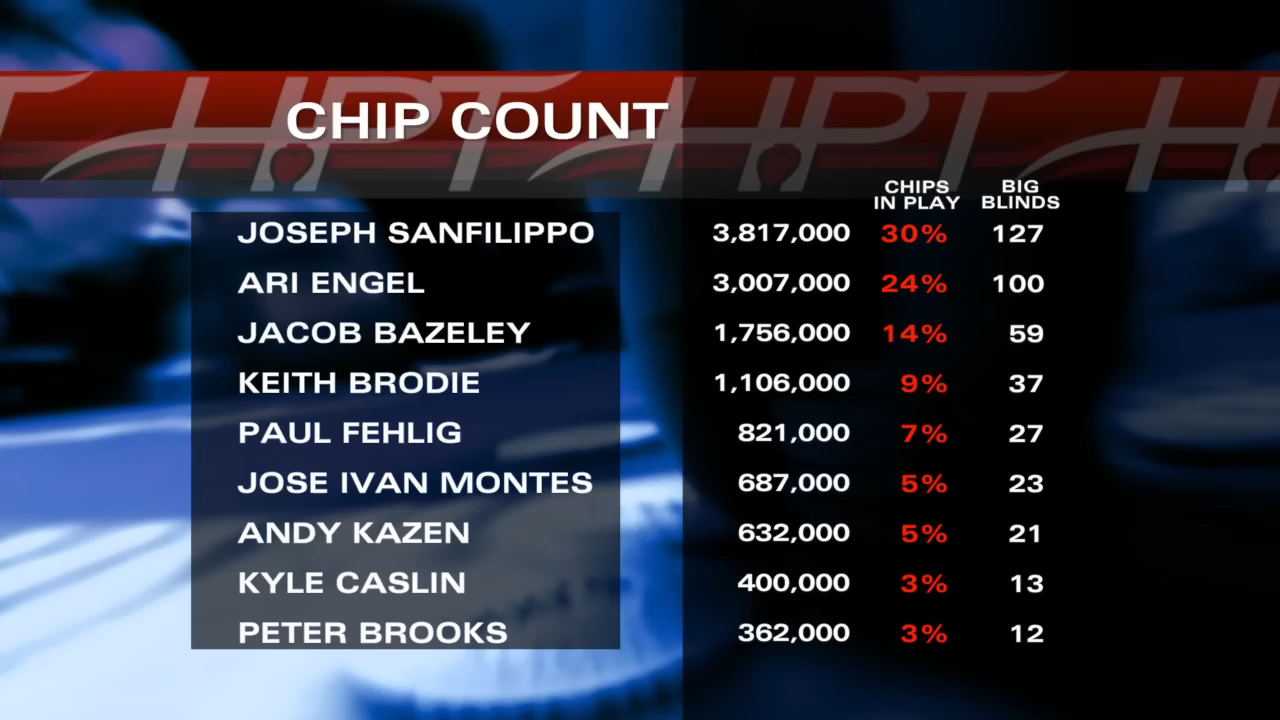 HPT HPT H
CHIP COUNT
CHIPS IN PLAY
BIG BLINDS
JOSEPH SANFILIPPO 3,817,000 30% 127
ARI ENGEL 3,007,000 24% 100
JACOB BAZELEY 1,756,000 14% 59
KEITH BRODIE 1,106,000 9% 37
PAUL FEHLIG 821,000 7% 27
JOSE IVAN MONTES 687,000 5% 23
ANDY KAZEN 632,000 5% 21
KYLE CASLIN 400,000 3% 13
PETER BROOKS 362,000 3% 12